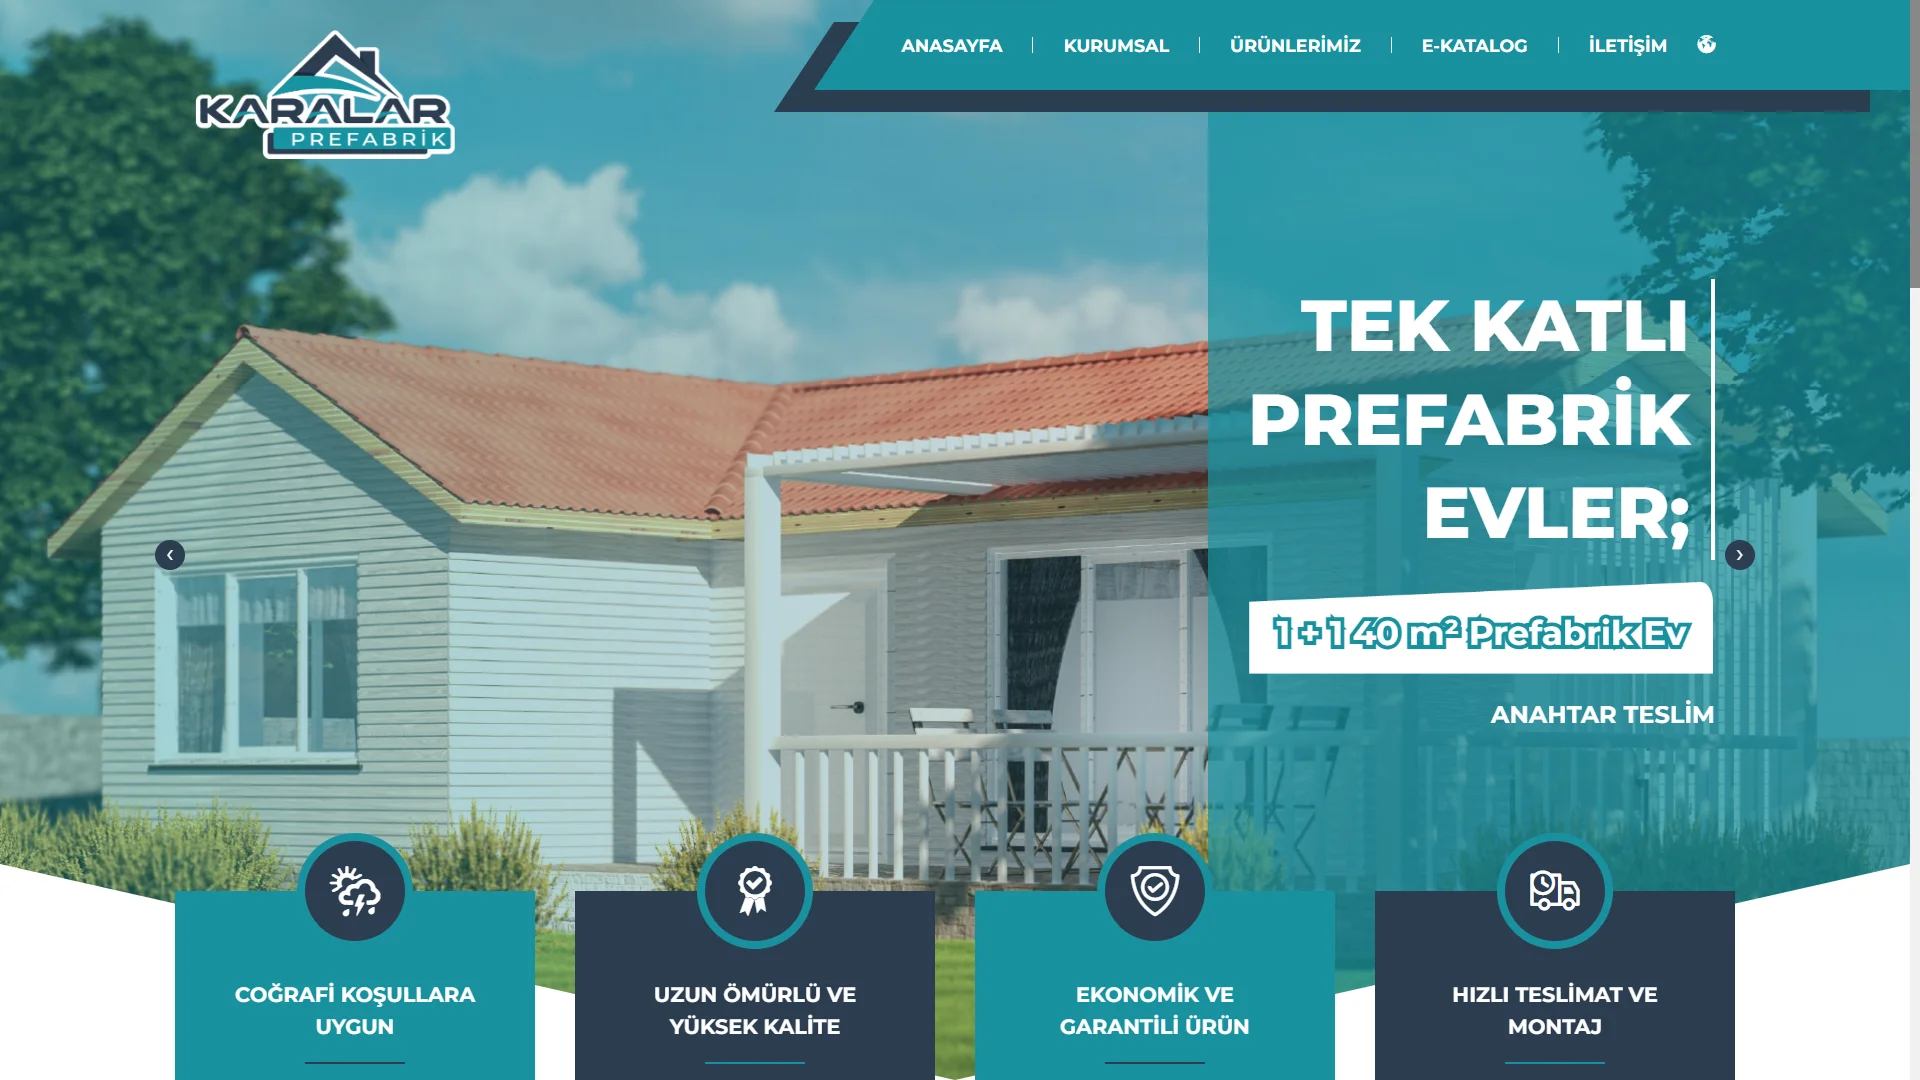 KARALAR
PREFABRİK
ANASAYFA
KURUMSAL
ÜRÜNLERİMİZ
E-KATALOG
İLETİŞİM
TEK KATLI
PREFABRİK
EVLER;
1 + 1 40 m² Prefabrik Ev
ANAHTAR TESLİM
COĞRAFİ KOŞULLARA
UYGUN
UZUN ÖMÜRLÜ VE
YÜKSEK KALİTE
EKONOMİK VE
GARANTİLİ ÜRÜN
HIZLI TESLİMAT VE
MONTAJ